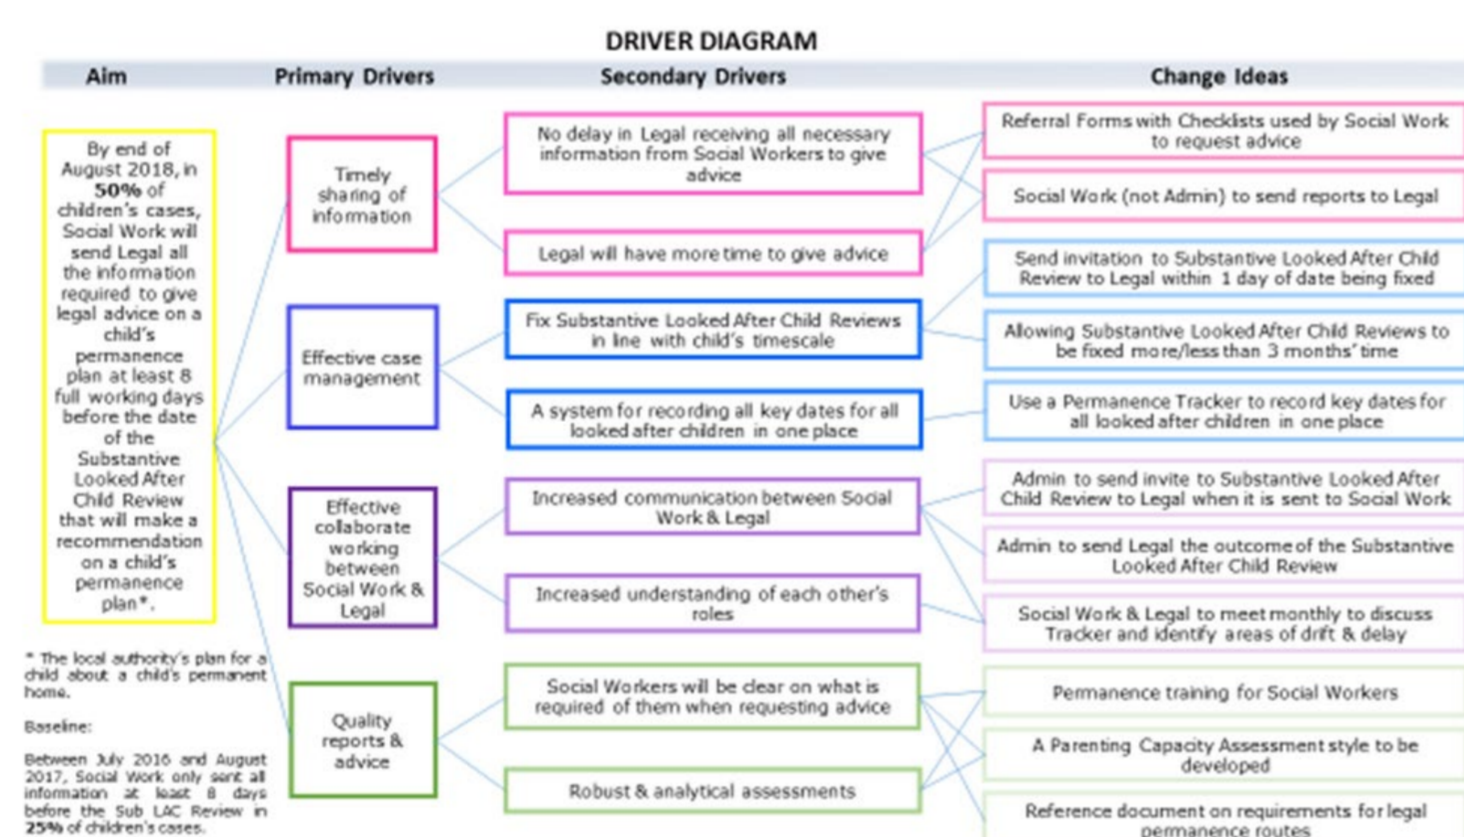 DRIVER DIAGRAM
Aim
Primary Drivers
Secondary Drivers
Change Ideas
By end of
August 2018, in
50% of
children's cases,
Social Work will
send Legal all
the information
required to give
legal advice on a
child's
permanence
plan at least 8
full working days
before the date
of the
Substantive
Looked After
Child Review
that will make a
recommendation
on a child's
permanence
plan*.
* The local authority's plan for a
child about a child's permanent
home.
Baseline:
Between July 2016 and August
2017, Social Work only sent all
information at least 8 days
before the Sub LAC Review in
25% of children's cases.
Timely
sharing of
information
Effective case
management
Effective
collaborate
working
between
Social Work &
Legal
Quality
reports &
advice
No delay in Legal receiving all necessary
information from Social Workers to give
advice
Legal will have more time to give advice
Fix Substantive Looked After Child Reviews
in line with child's timescale
A system for recording all key dates for all
looked after children in one place
Increased communication between Social
Work & Legal
Increased understanding of each other's
roles
Social Workers will be clear on what is
required of them when requesting advice
Robust & analytical assessments
Referral Forms with Checklists used by Social Work
to request advice
Social Work (not Admin) to send reports to Legal
Send invitation to Substantive Looked After Child
Review to Legal within 1 day of date being fixed
Allowing Substantive Looked After Child Reviews to
be fixed more/less than 3 months' time
Use a Permanence Tracker to record key dates for
all looked after children in one place
Admin to send invite to Substantive Looked After
Child Review to Legal when it is sent to Social Work
Admin to send Legal the outcome of the Substantive
Looked After Child Review
Social Work & Legal to meet monthly to discuss
Tracker and identify areas of drift & delay
Permanence training for Social Workers
A Parenting Capacity Assessment style to be
developed
Reference document on requirements for legal
permanence routes